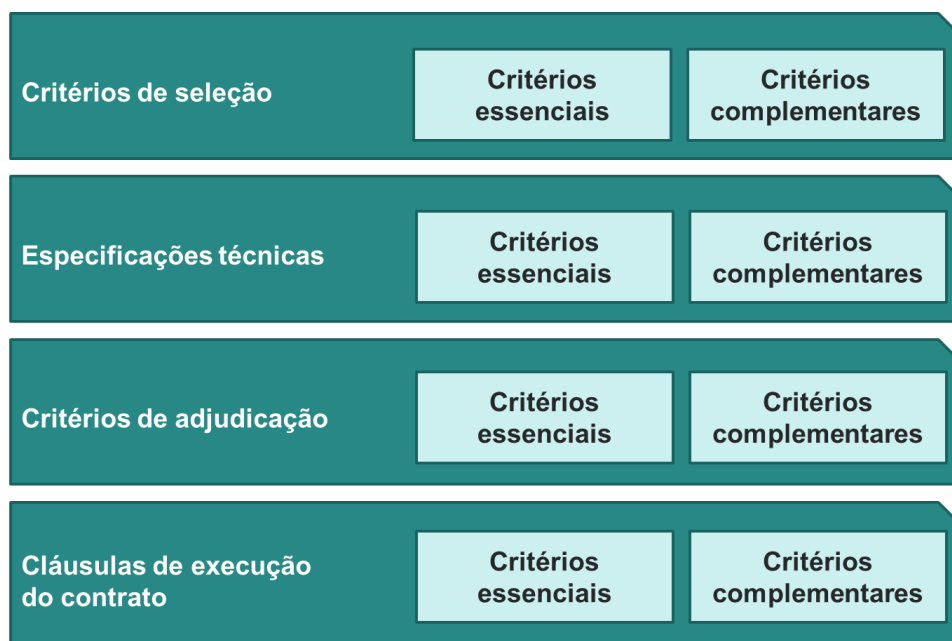 Critérios de seleção
Critérios
essenciais
Critérios
complementares
Especificações técnicas
Critérios
essenciais
Critérios
complementares
Critérios de adjudicação
Critérios
essenciais
Critérios
complementares
Cláusulas de execução
do contrato
Critérios
essenciais
Critérios
complementares